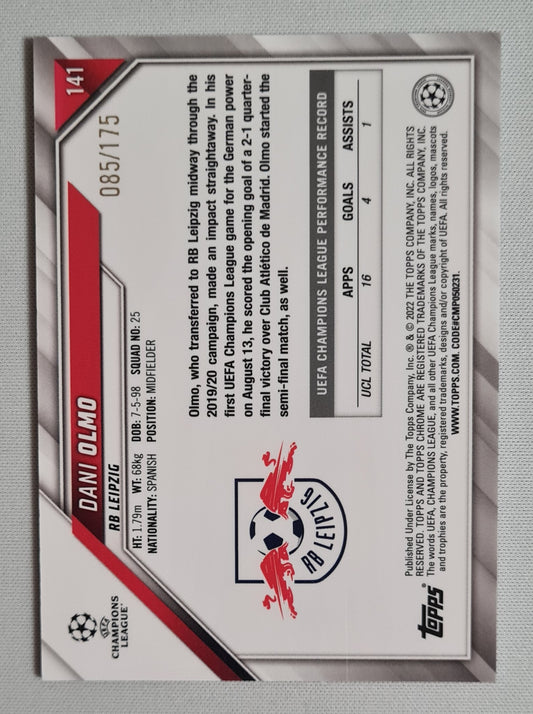 141
085/175
UEFA
CHAMPIONS
LEAGUE
DANI OLMO
RB LEIPZIG
HT: 1.79m WT: 68kg DOB: 7-5-98 SQUAD NO: 25
NATIONALITY: SPANISH POSITION: MIDFIELDER
RB LEIPZIG
Olmo, who transferred to RB Leipzig midway through the
2019/20 campaign, made an impact straightaway. In his
first UEFA Champions League game for the German power
on August 13, he scored the opening goal of a 2-1 quarter-
final victory over Club Atlético de Madrid. Olmo started the
semi-final match, as well.
UEFA CHAMPIONS LEAGUE PERFORMANCE RECORD
APPS GOALS ASSISTS
UCL TOTAL 16 4 1
topps®
Published Under License by The Topps Company, Inc. ® & © 2022 THE TOPPS COMPANY, INC. ALL RIGHTS
RESERVED. TOPPS AND TOPPS CHROME ARE REGISTERED TRADEMARKS OF THE TOPPS COMPANY, INC.
The words UEFA, CHAMPIONS LEAGUE, and all other UEFA Champions League marks, names, logos, mascots
and trophies are the property, registered trademarks, designs and/or copyright of UEFA. All rights reserved.
WWW.TOPPS.COM. CODE#CMP050231.